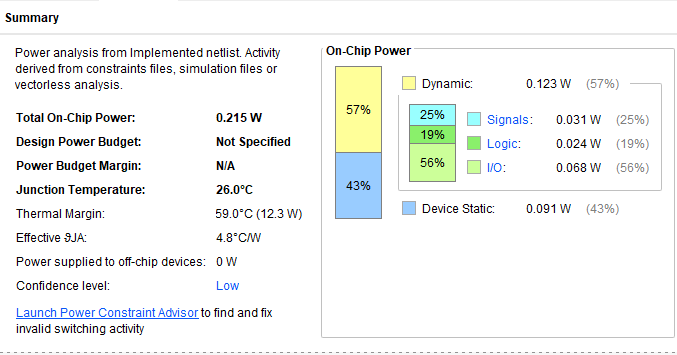 Summary
Power analysis from Implemented netlist. Activity
derived from constraints files, simulation files or
vectorless analysis.
Total On-Chip Power: 0.215 W
Design Power Budget: Not Specified
Power Budget Margin: N/A
Junction Temperature: 26.0°C
Thermal Margin: 59.0°C (12.3 W)
Effective ϑJA: 4.8°C/W
Power supplied to off-chip devices: 0 W
Confidence level: Low
Launch Power Constraint Advisor to find and fix
invalid switching activity
On-Chip Power
57%
43%
Dynamic: 0.123 W (57%)
25%
19%
56%
Signals: 0.031 W (25%)
Logic: 0.024 W (19%)
I/O: 0.068 W (56%)
Device Static: 0.091 W (43%)